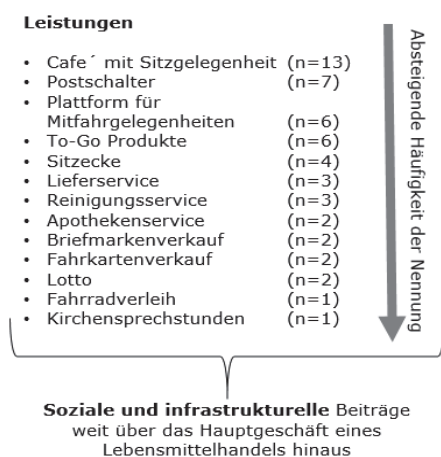 Leistungen
• Cafe´ mit Sitzgelegenheit (n=13)
• Postschalter (n=7)
• Plattform für
Mitfahrgelegenheiten (n=6)
• To-Go Produkte (n=6)
• Sitzecke (n=4)
• Lieferservice (n=3)
• Reinigungsservice (n=3)
• Apothekenservice (n=2)
• Briefmarkenverkauf (n=2)
• Fahrkartenverkauf (n=2)
• Lotto (n=2)
• Fahrradverleih (n=1)
• Kirchensprechstunden (n=1)
Absteigende Häufigkeit der Nennung
Soziale und infrastrukturelle Beiträge
weit über das Hauptgeschäft eines
Lebensmittelhandels hinaus